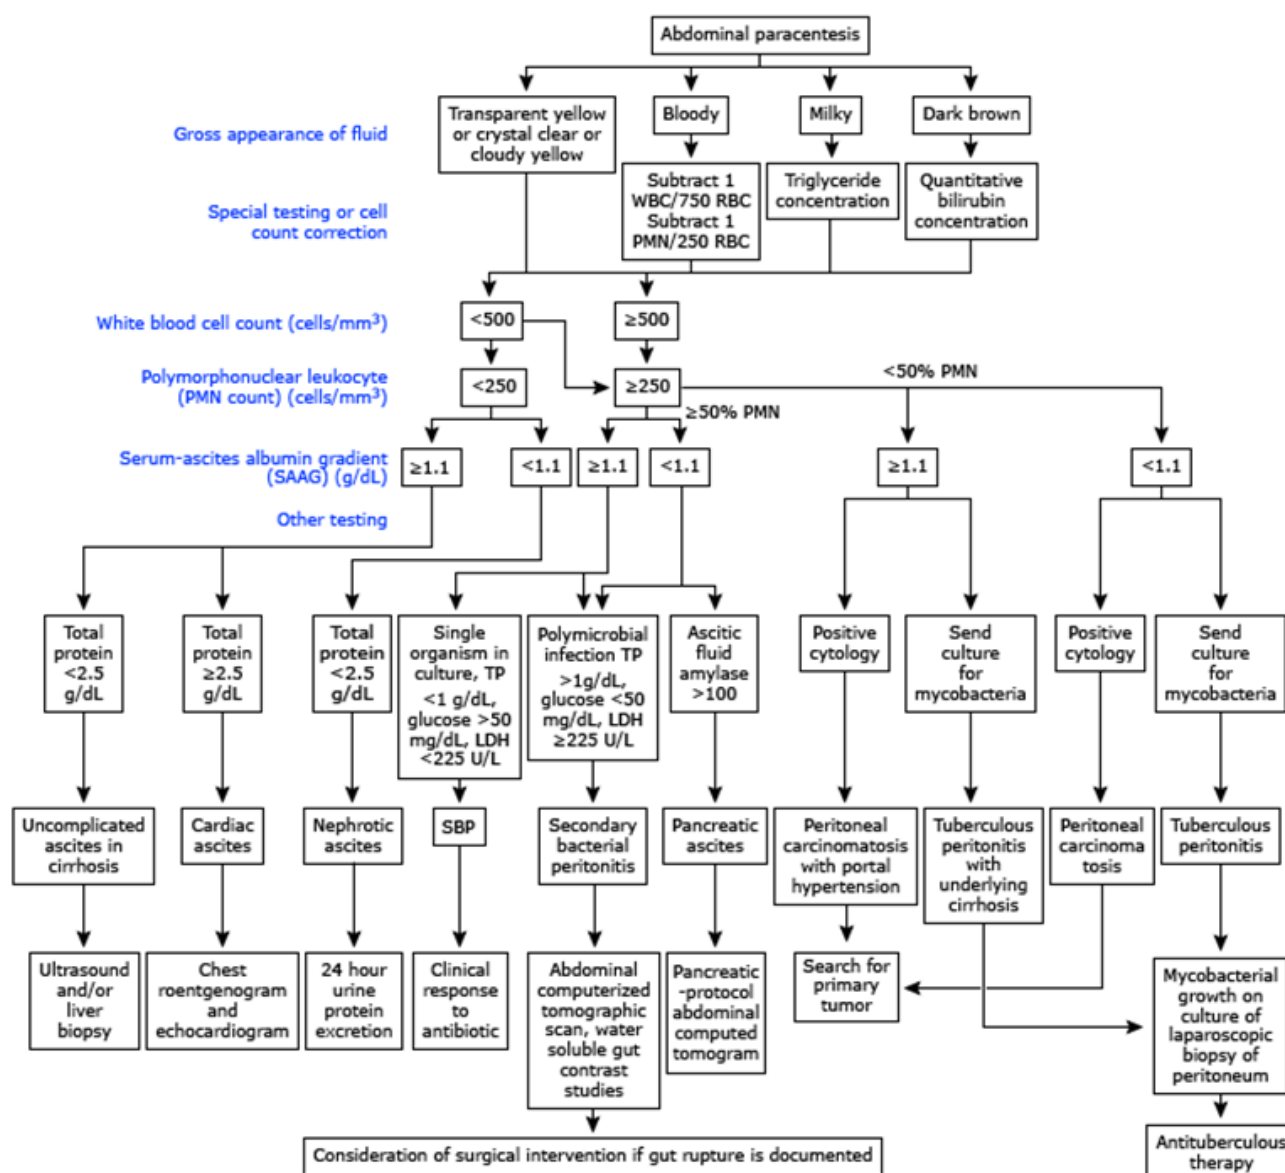 Abdominal paracentesis
Gross appearance of fluid
Transparent yellow
or crystal clear or
cloudy yellow
Bloody
Milky
Dark brown
Special testing or cell
count correction
Subtract 1
WBC/750 RBC
Subtract 1
PMN/250 RBC
Triglyceride
concentration
Quantitative
bilirubin
concentration
White blood cell count (cells/mm³)
<500
≥500
Polymorphonuclear leukocyte
(PMN count) (cells/mm³)
<250
≥250
<50% PMN
≥50% PMN
Serum-ascites albumin gradient
(SAAG) (g/dL)
≥1.1
<1.1
≥1.1
<1.1
≥1.1
<1.1
Other testing
Total
protein
<2.5
g/dL
Total
protein
≥2.5
g/dL
Total
protein
<2.5
g/dL
Single
organism in
culture, TP
<1 g/dL,
glucose >50
mg/dL, LDH
<225 U/L
Polymicrobial
infection TP
>1g/dL,
glucose <50
mg/dL, LDH
≥225 U/L
Ascitic
fluid
amylase
>100
Positive
cytology
Send
culture
for
mycobacteria
Positive
cytology
Send
culture
for
mycobacteria
Uncomplicated
ascites in
cirrhosis
Cardiac
ascites
Nephrotic
ascites
SBP
Secondary
bacterial
peritonitis
Pancreatic
ascites
Peritoneal
carcinomatosis
with portal
hypertension
Tuberculous
peritonitis
with
underlying
cirrhosis
Peritoneal
carcinoma
tosis
Tuberculous
peritonitis
Ultrasound
and/or
liver
biopsy
Chest
roentgenogram
and
echocardiogram
24 hour
urine
protein
excretion
Clinical
response
to
antibiotic
Abdominal
computerized
tomographic
scan, water
soluble gut
contrast
studies
Pancreatic
-protocol
abdominal
computed
tomogram
Search for
primary
tumor
Mycobacterial
growth on
culture of
laparoscopic
biopsy of
peritoneum
Consideration of surgical intervention if gut rupture is documented
Antituberculous
therapy